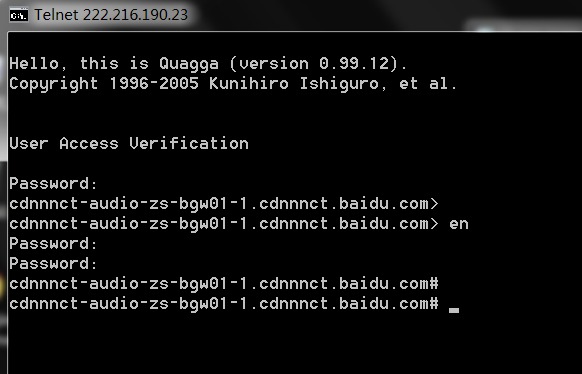 Telnet 222.216.190.23
Hello, this is Quagga (version 0.99.12).
Copyright 1996-2005 Kunihiro Ishiguro, et al.
User Access Verification
Password:
cdnnnct-audio-zs-bgw01-1.cdnnnct.baidu.com>
cdnnnct-audio-zs-bgw01-1.cdnnnct.baidu.com> en
Password:
Password:
cdnnnct-audio-zs-bgw01-1.cdnnnct.baidu.com#
cdnnnct-audio-zs-bgw01-1.cdnnnct.baidu.com# _